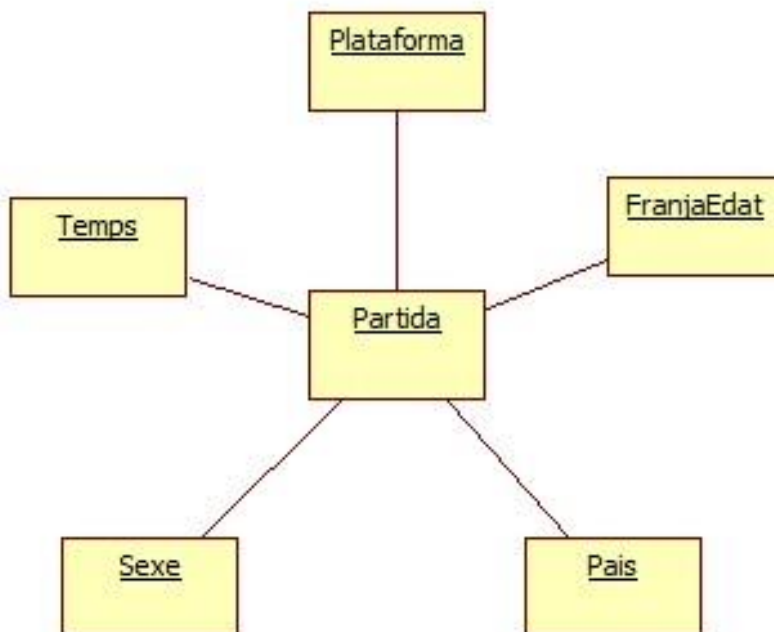 Plataforma
FranjaEdat
Temps
Partida
Sexe
Pais